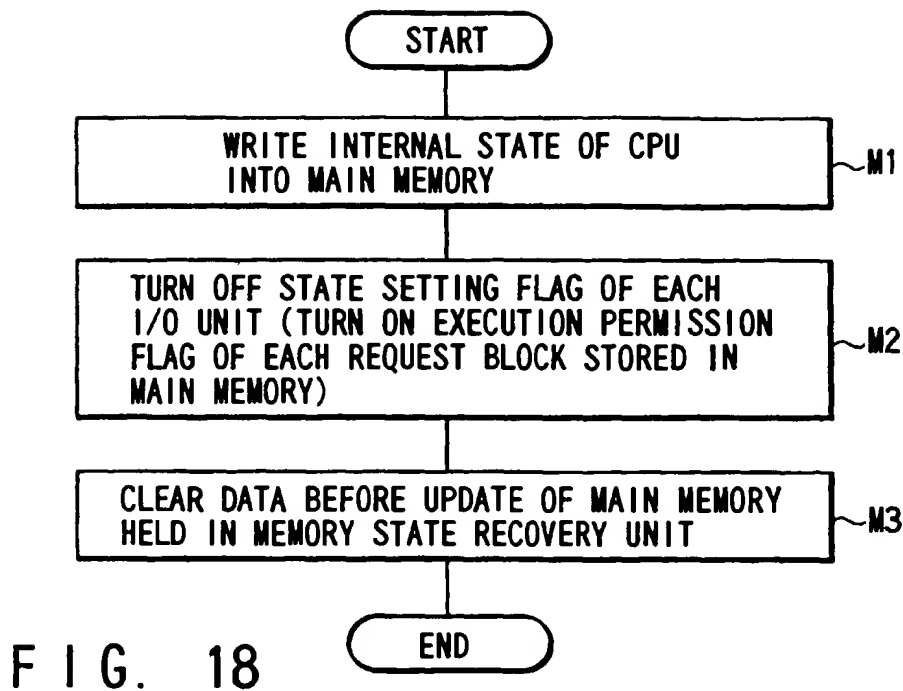 START
WRITE INTERNAL STATE OF CPU
INTO MAIN MEMORY
M1
TURN OFF STATE SETTING FLAG OF EACH
I/O UNIT (TURN ON EXECUTION PERMISSION
FLAG OF EACH REQUEST BLOCK STORED IN
MAIN MEMORY)
M2
CLEAR DATA BEFORE UPDATE OF MAIN MEMORY
HELD IN MEMORY STATE RECOVERY UNIT
M3
END
FIG. 18